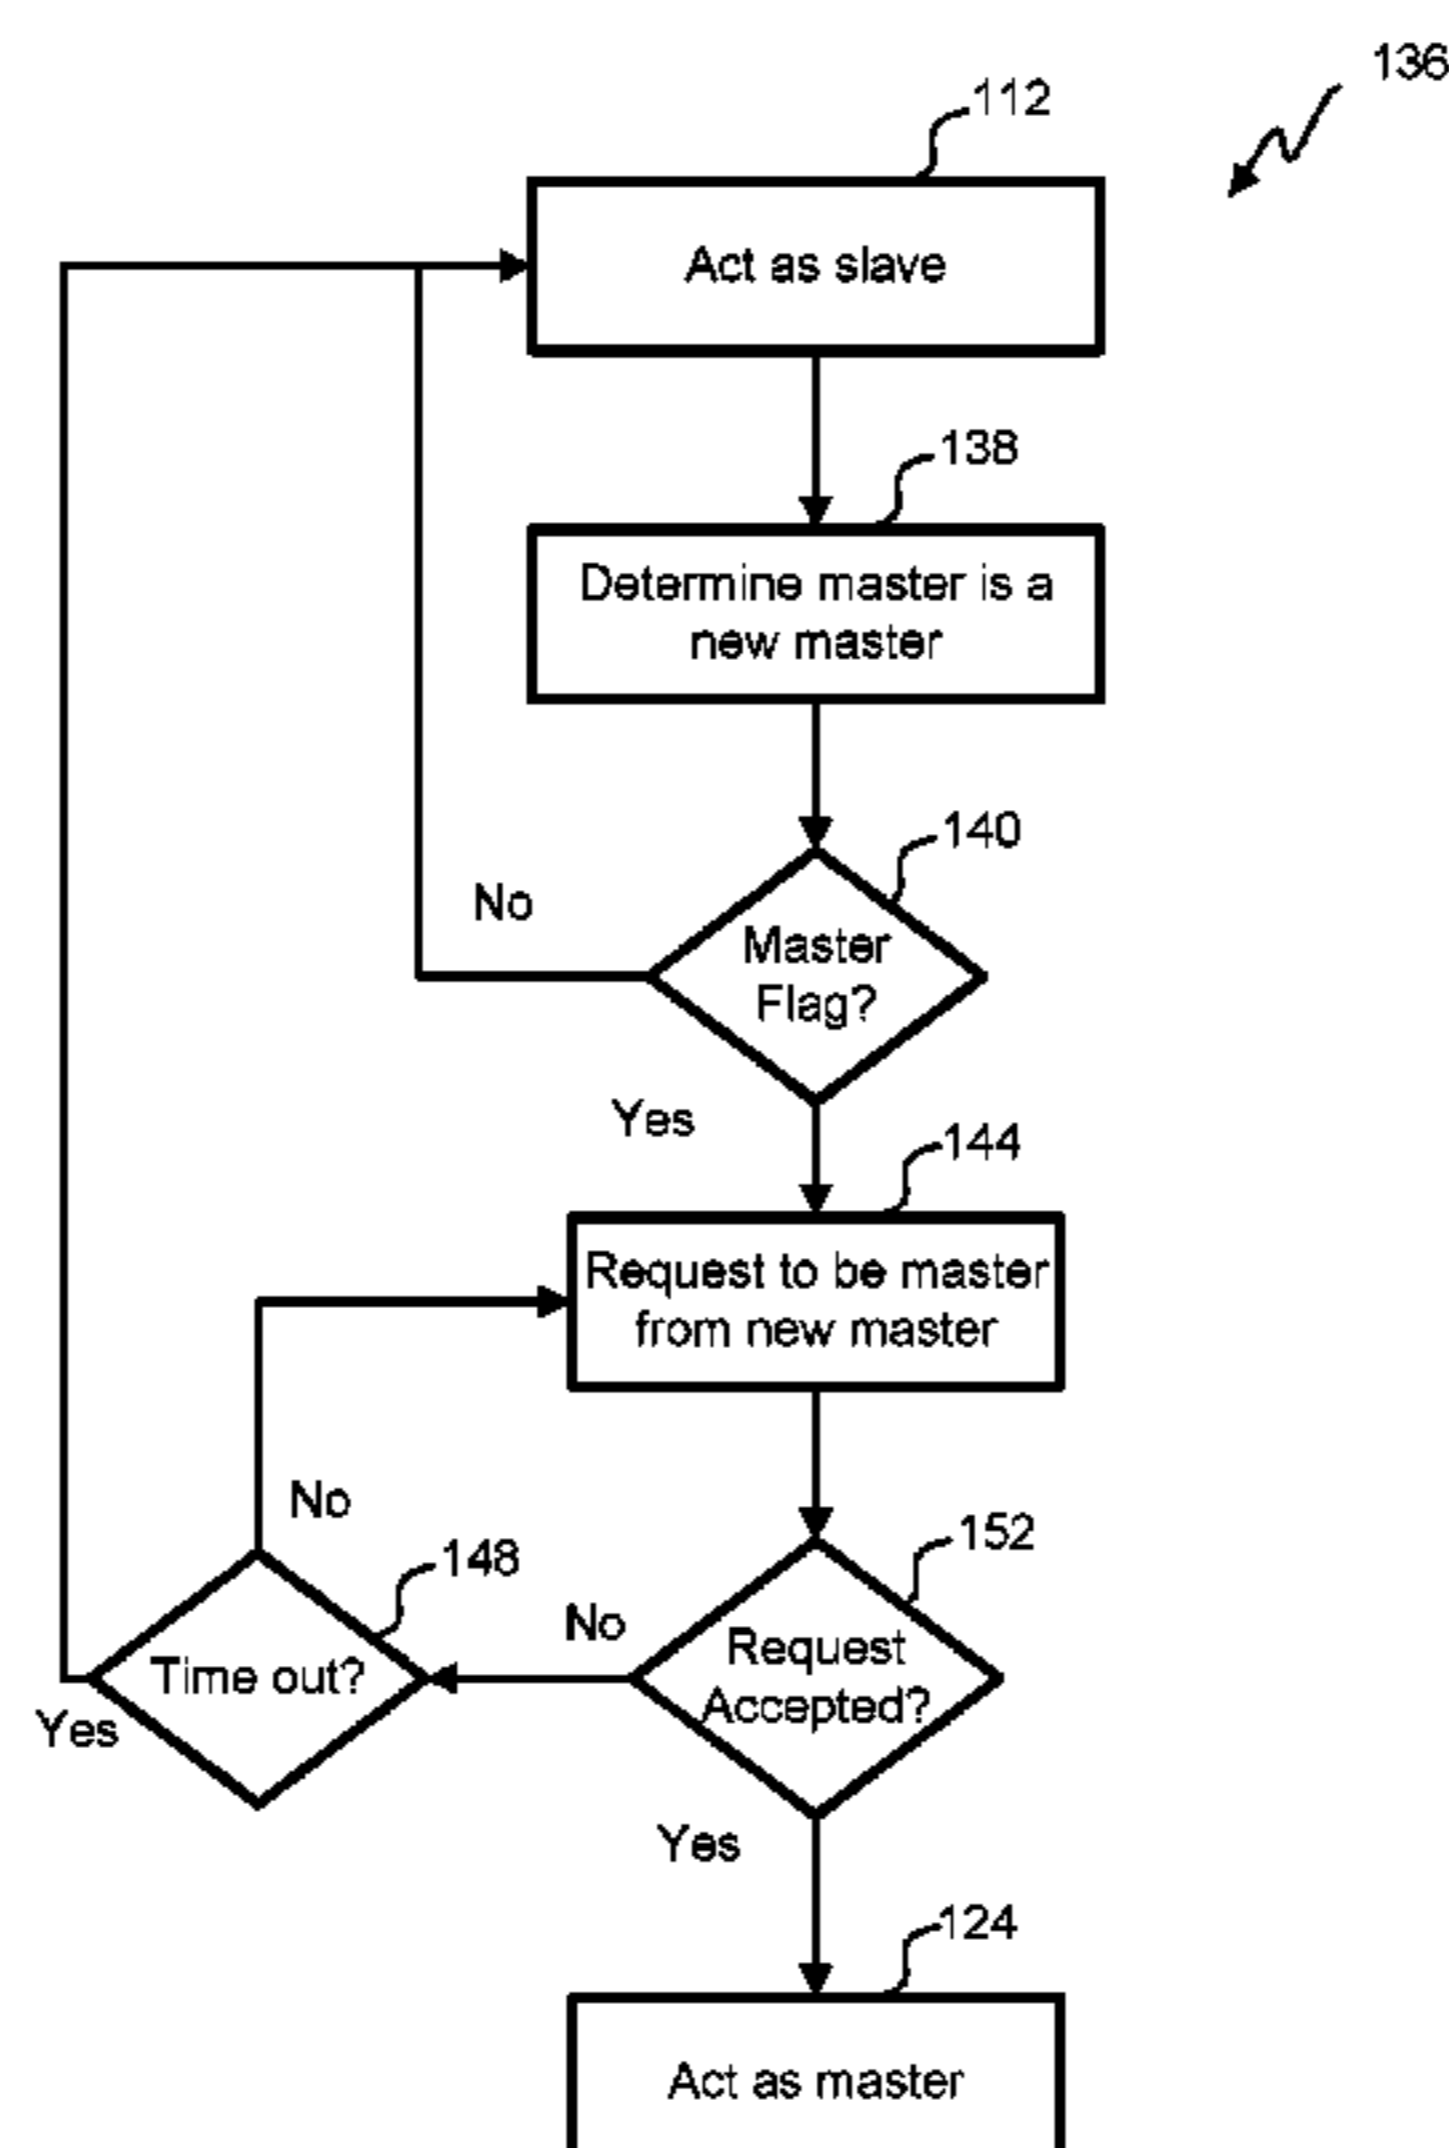 136
112
Act as slave
138
Determine master is a
new master
140
No
Master
Flag?
Yes
144
Request to be master
from new master
No
148
152
No
Request
Accepted?
Time out?
Yes
Yes
124
Act as master